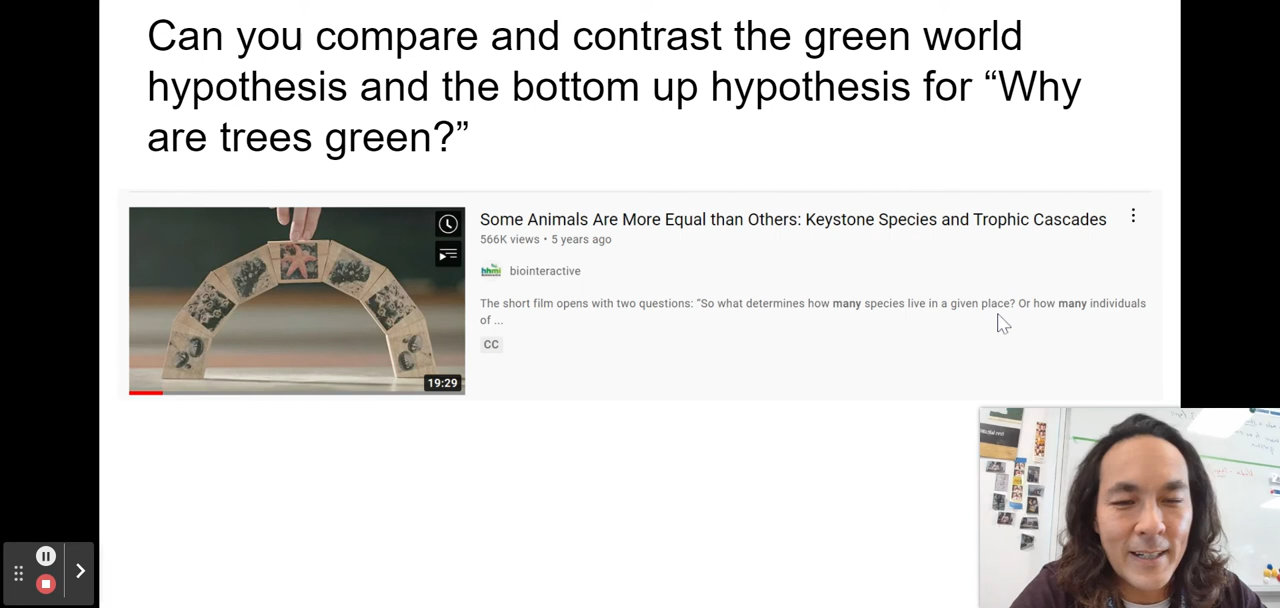 Can you compare and contrast the green world
hypothesis and the bottom up hypothesis for “Why
are trees green?”
Some Animals Are More Equal than Others: Keystone Species and Trophic Cascades
566K views • 5 years ago
hhmi biointeractive
The short film opens with two questions: “So what determines how many species live in a given place? Or how many individuals
of ...
CC
19:29